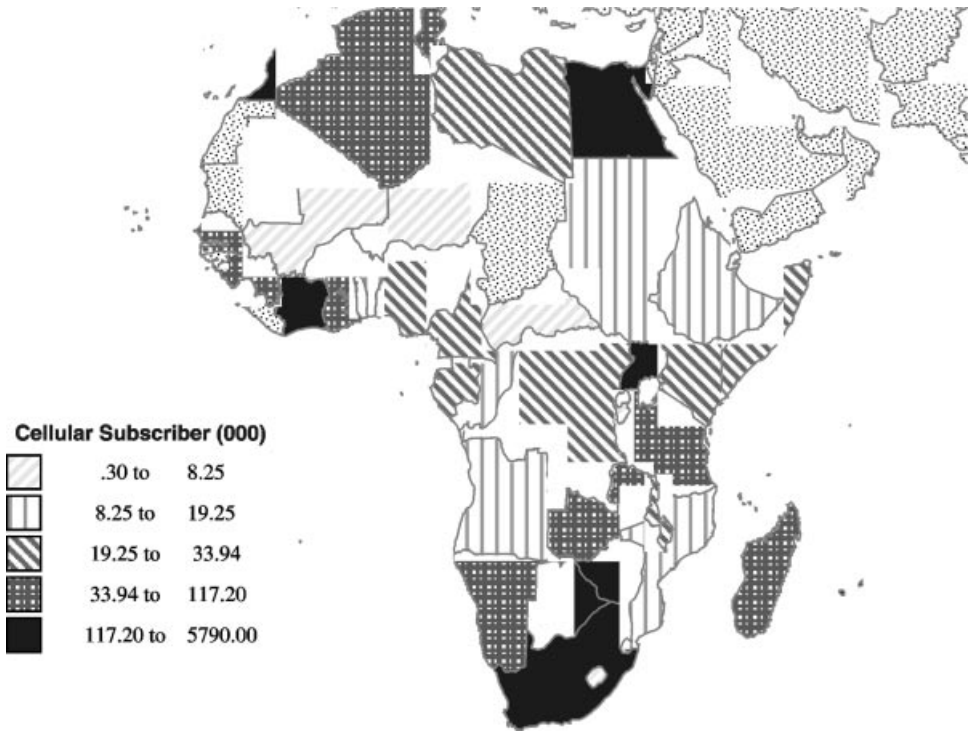 Cellular Subscriber (000)
.30 to 8.25
8.25 to 19.25
19.25 to 33.94
33.94 to 117.20
117.20 to 5790.00